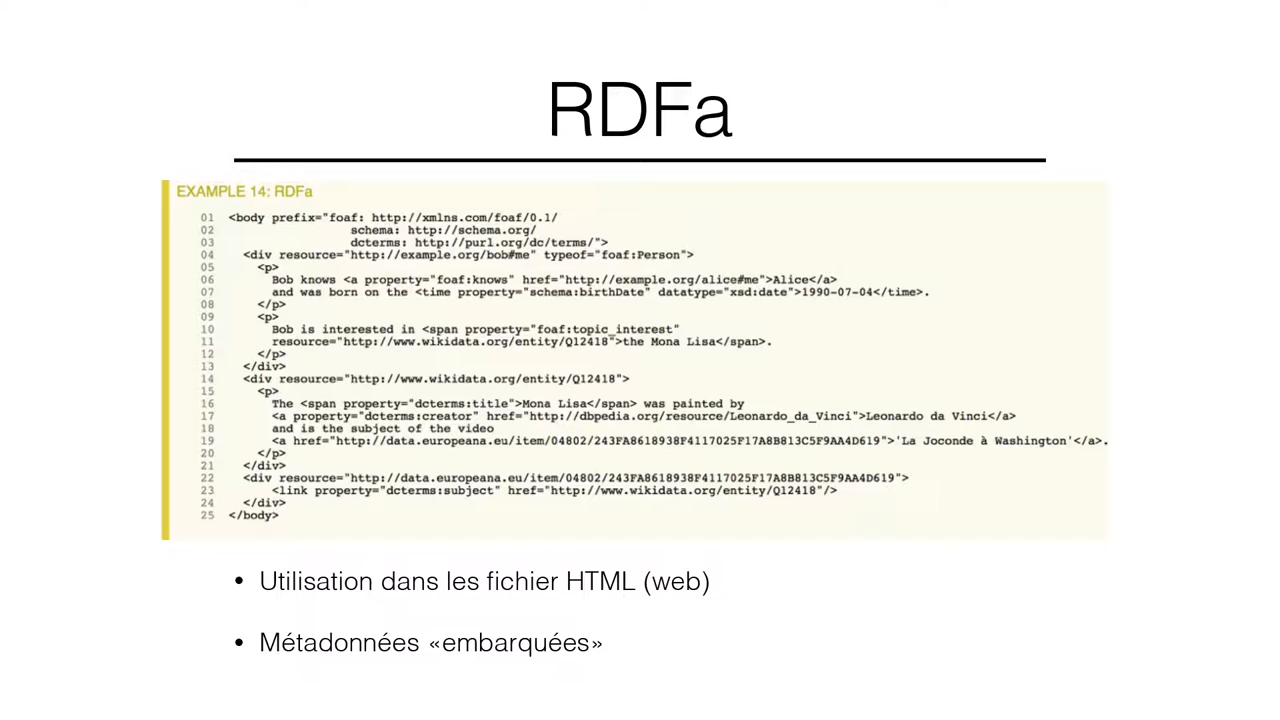 RDFa
EXAMPLE 14: RDFa
01 <body prefix="foaf: http://xmlns.com/foaf/0.1/
02 schema: http://schema.org/
03 dcterms: http://purl.org/dc/terms/">
04 <div resource="http://example.org/bob#me" typeof="foaf:Person">
05 <p>
06 Bob knows <a property="foaf:knows" href="http://example.org/alice#me">Alice</a>
07 and was born on the <time property="schema:birthDate" datatype="xsd:date">1990-07-04</time>.
08 </p>
09 <p>
10 Bob is interested in <span property="foaf:topic_interest"
11 resource="http://www.wikidata.org/entity/Q12418">the Mona Lisa</span>.
12 </p>
13 </div>
14 <div resource="http://www.wikidata.org/entity/Q12418">
15 <p>
16 The <span property="dcterms:title">Mona Lisa</span> was painted by
17 <a property="dcterms:creator" href="http://dbpedia.org/resource/Leonardo_da_Vinci">Leonardo da Vinci</a>
18 and is the subject of the video
19 <a href="http://data.europeana.eu/item/04802/243FA8618938F4117025F17A8B813C5F9AA4D619">'La Joconde à Washington'</a>.
20 </p>
21 </div>
22 <div resource="http://data.europeana.eu/item/04802/243FA8618938F4117025F17A8B813C5F9AA4D619">
23 <link property="dcterms:subject" href="http://www.wikidata.org/entity/Q12418"/>
24 </div>
25 </body>
• Utilisation dans les fichier HTML (web)
• Métadonnées «embarquées»